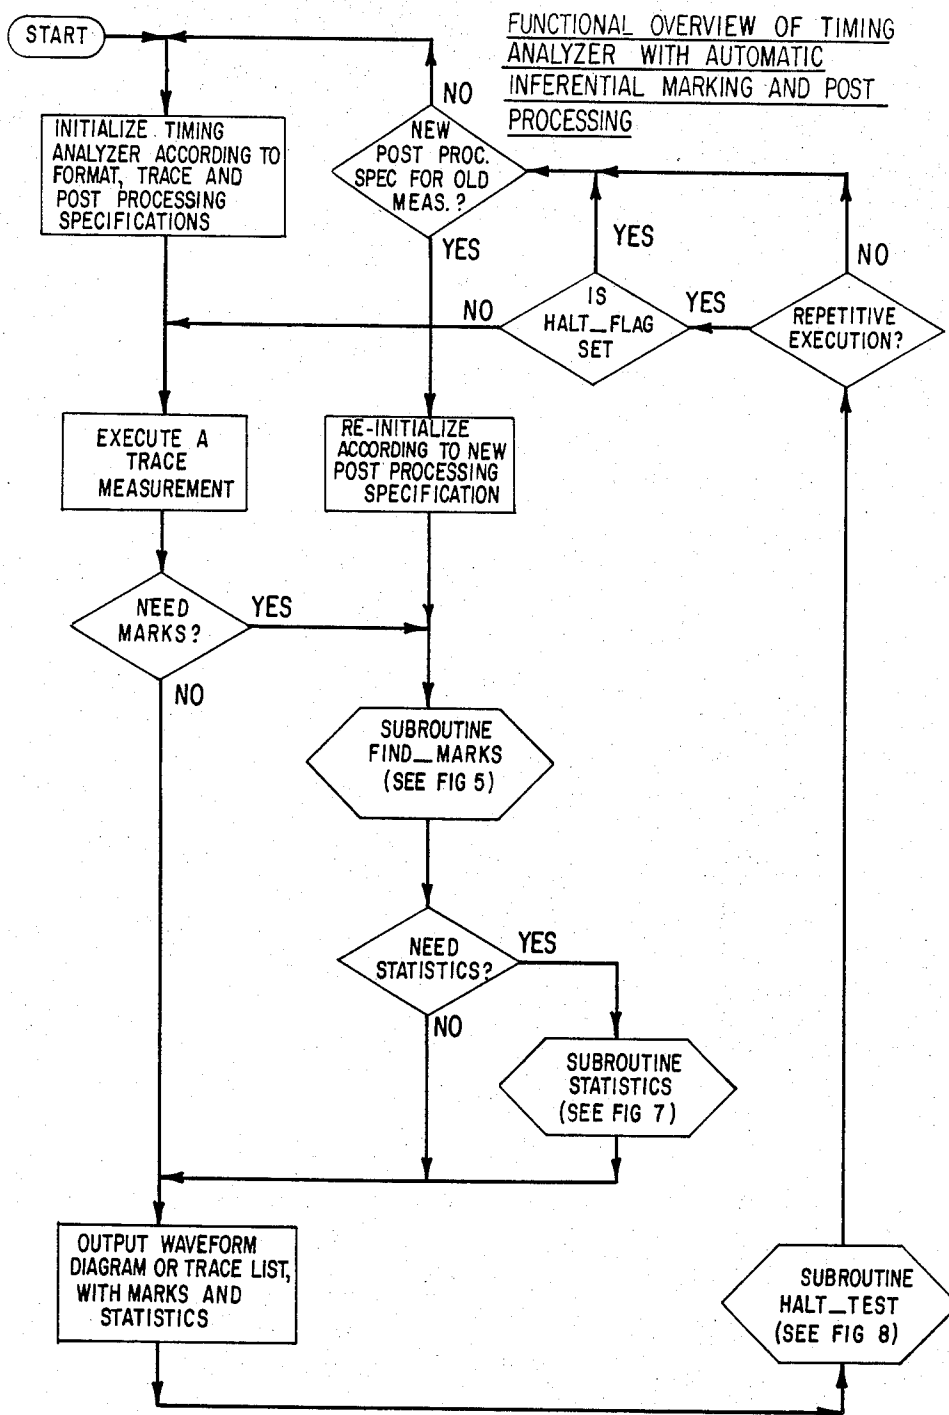 START
FUNCTIONAL OVERVIEW OF TIMING
ANALYZER WITH AUTOMATIC
INFERENTIAL MARKING AND POST
PROCESSING
NO
NEW
POST PROC.
SPEC FOR OLD
MEAS.?
YES
INITIALIZE TIMING
ANALYZER ACCORDING TO
FORMAT, TRACE AND
POST PROCESSING
SPECIFICATIONS
YES
NO
NO
IS
HALT_FLAG
SET
YES
REPETITIVE
EXECUTION?
EXECUTE A
TRACE
MEASUREMENT
RE-INITIALIZE
ACCORDING TO NEW
POST PROCESSING
SPECIFICATION
NEED
MARKS?
YES
NO
SUBROUTINE
FIND_MARKS
(SEE FIG 5)
NEED
STATISTICS?
YES
NO
SUBROUTINE
STATISTICS
(SEE FIG 7)
OUTPUT WAVEFORM
DIAGRAM OR TRACE LIST,
WITH MARKS AND
STATISTICS
SUBROUTINE
HALT_TEST
(SEE FIG 8)